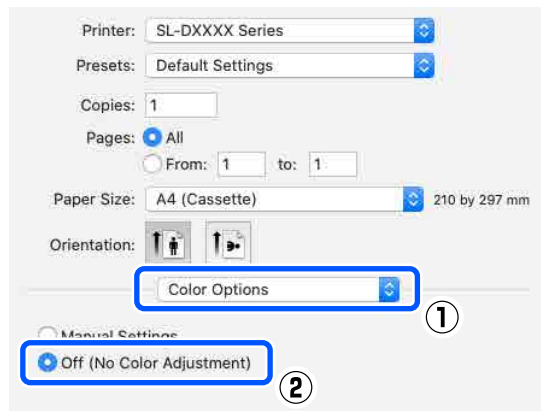 Printer: SL-DXXXX Series
Presets: Default Settings
Copies: 1
Pages: All
From: 1 to: 1
Paper Size: A4 (Cassette) 210 by 297 mm
Orientation:
Color Options
①
Manual Settings
Off (No Color Adjustment)
②